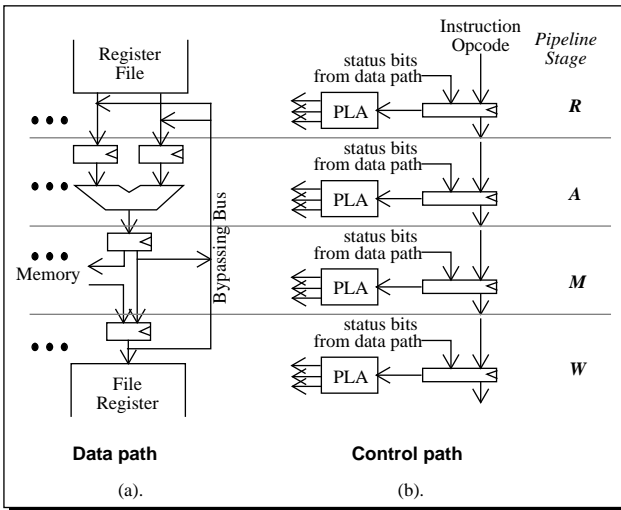 Register
File
Memory
Bypassing Bus
File
Register
Data path
(a).
Instruction
Opcode
Pipeline
Stage
status bits
from data path
PLA
R
status bits
from data path
PLA
A
status bits
from data path
PLA
M
status bits
from data path
PLA
W
Control path
(b).